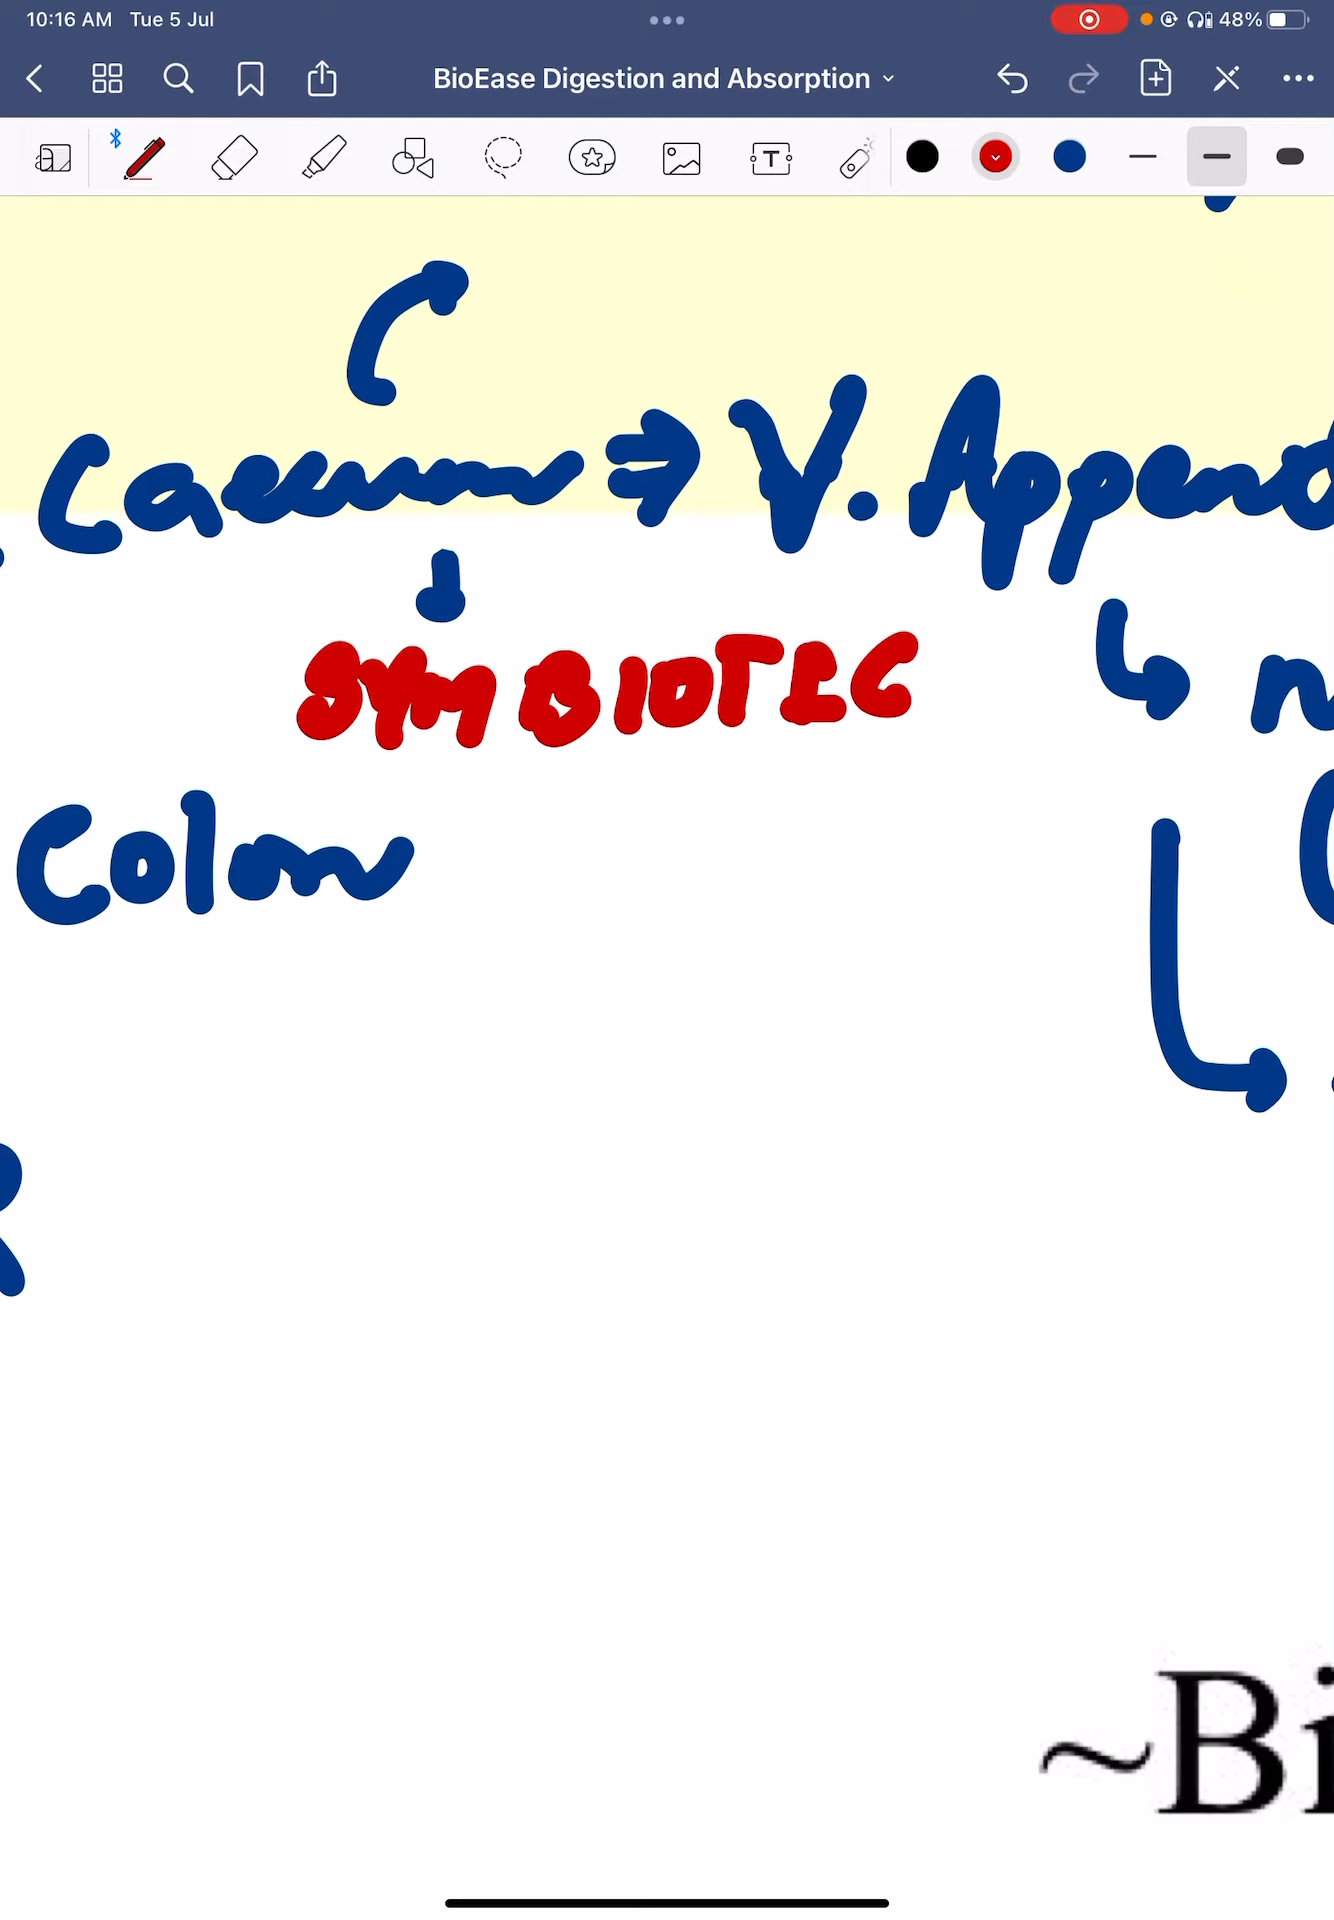 10:16 AM Tue 5 Jul 48%
BioEase Digestion and Absorption
T
Caecum ⇒ V. Append
SYMBIOTIC
Colon
R
~Bi